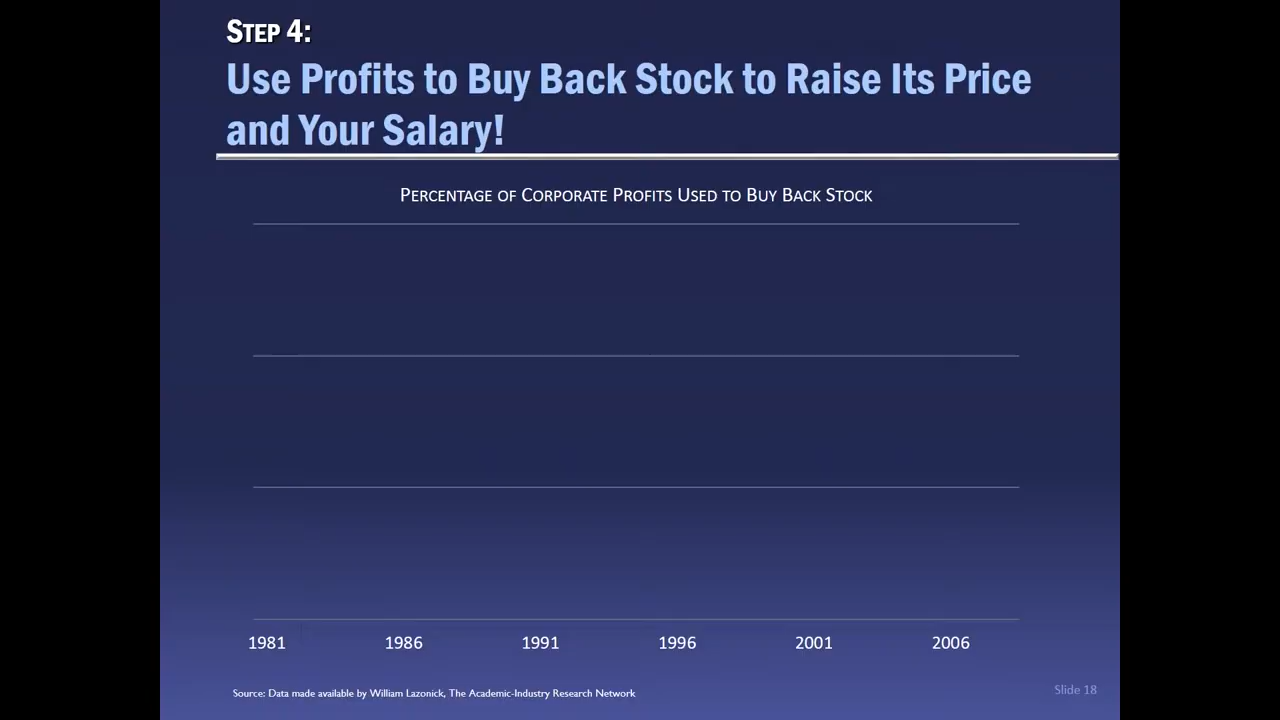 STEP 4:
Use Profits to Buy Back Stock to Raise Its Price
and Your Salary!
PERCENTAGE OF CORPORATE PROFITS USED TO BUY BACK STOCK
1981 1986 1991 1996 2001 2006
Source: Data made available by William Lazonick, The Academic-Industry Research Network
Slide 18